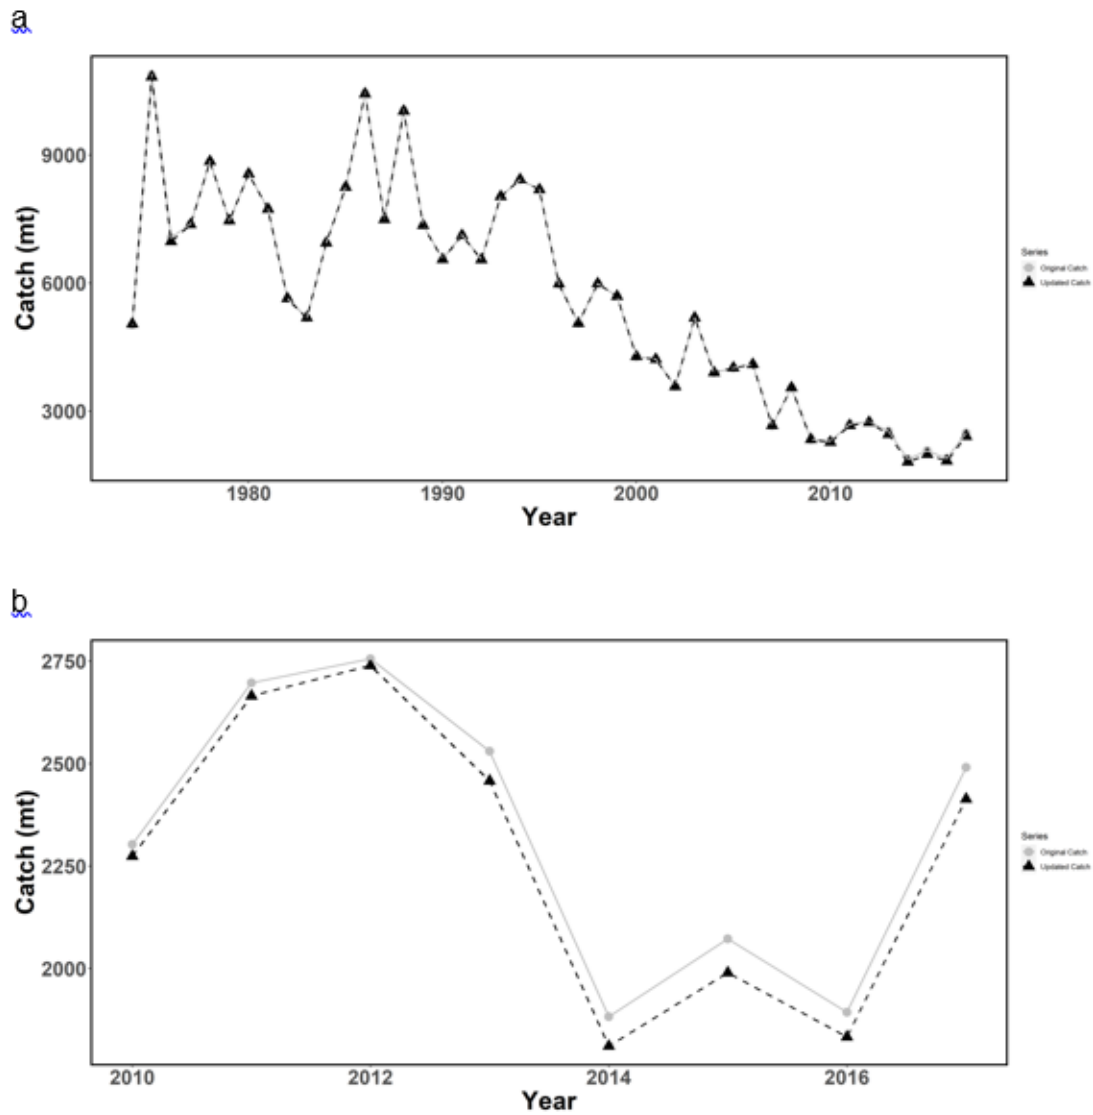 a
9000
6000
3000
Catch (mt)
1980 1990 2000 2010
Year
Series
Original Catch
Updated Catch
b
2750
2500
2250
2000
Catch (mt)
2010 2012 2014 2016
Year
Series
Original Catch
Updated Catch